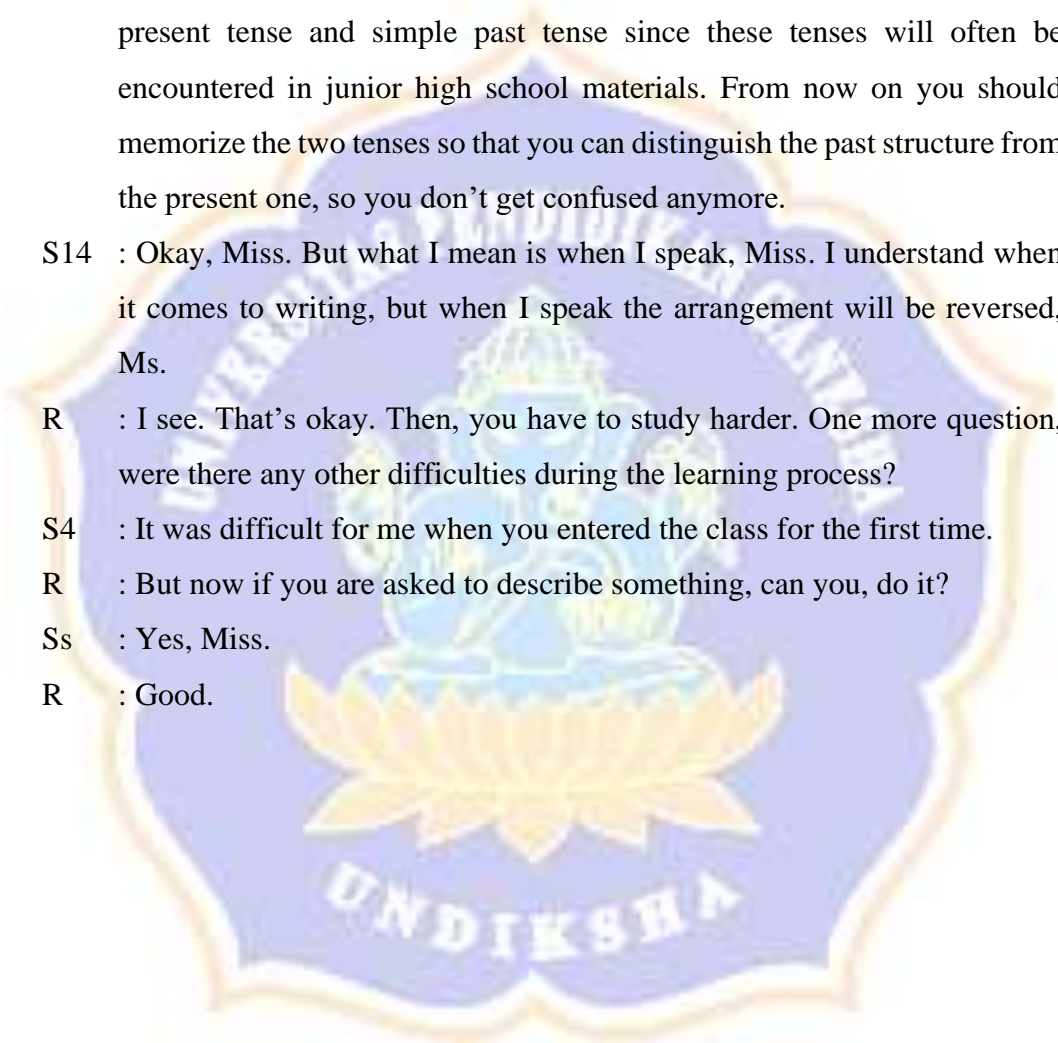 present tense and simple past tense since these tenses will often be
encountered in junior high school materials. From now on you should
memorize the two tenses so that you can distinguish the past structure from
the present one, so you don’t get confused anymore.
S14 : Okay, Miss. But what I mean is when I speak, Miss. I understand when
it comes to writing, but when I speak the arrangement will be reversed,
Ms.
R : I see. That’s okay. Then, you have to study harder. One more question,
were there any other difficulties during the learning process?
S4 : It was difficult for me when you entered the class for the first time.
R : But now if you are asked to describe something, can you, do it?
Ss : Yes, Miss.
R : Good.
UNIVERSITAS PENDIDIKAN GANESHA
UNDIKSHA